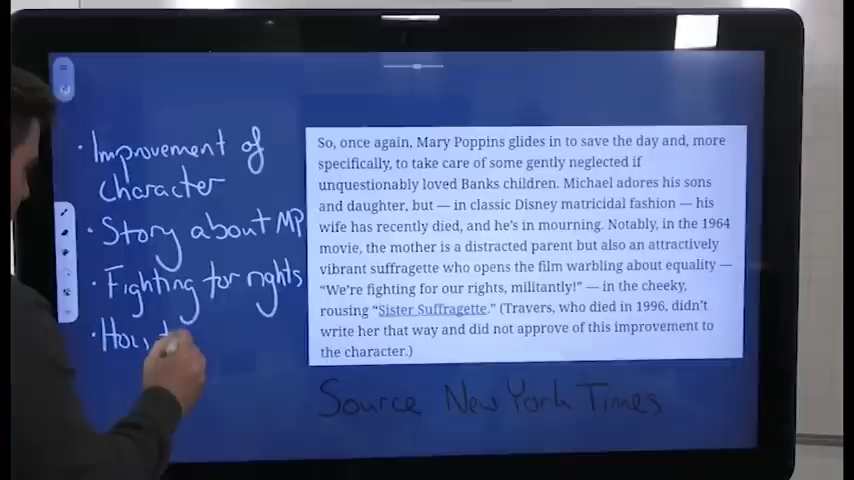 · Improvement of
character
· Story about MP
· Fighting for rights
·
So, once again, Mary Poppins glides in to save the day and, more
specifically, to take care of some gently neglected if
unquestionably loved Banks children. Michael adores his sons
and daughter, but — in classic Disney matricidal fashion — his
wife has recently died, and he's in mourning. Notably, in the 1964
movie, the mother is a distracted parent but also an attractively
vibrant suffragette who opens the film warbling about equality —
“We're fighting for our rights, militantly!” — in the cheeky,
rousing “Sister Suffragette.” (Travers, who died in 1996, didn't
write her that way and did not approve of this improvement to
the character.)
Source New York Times